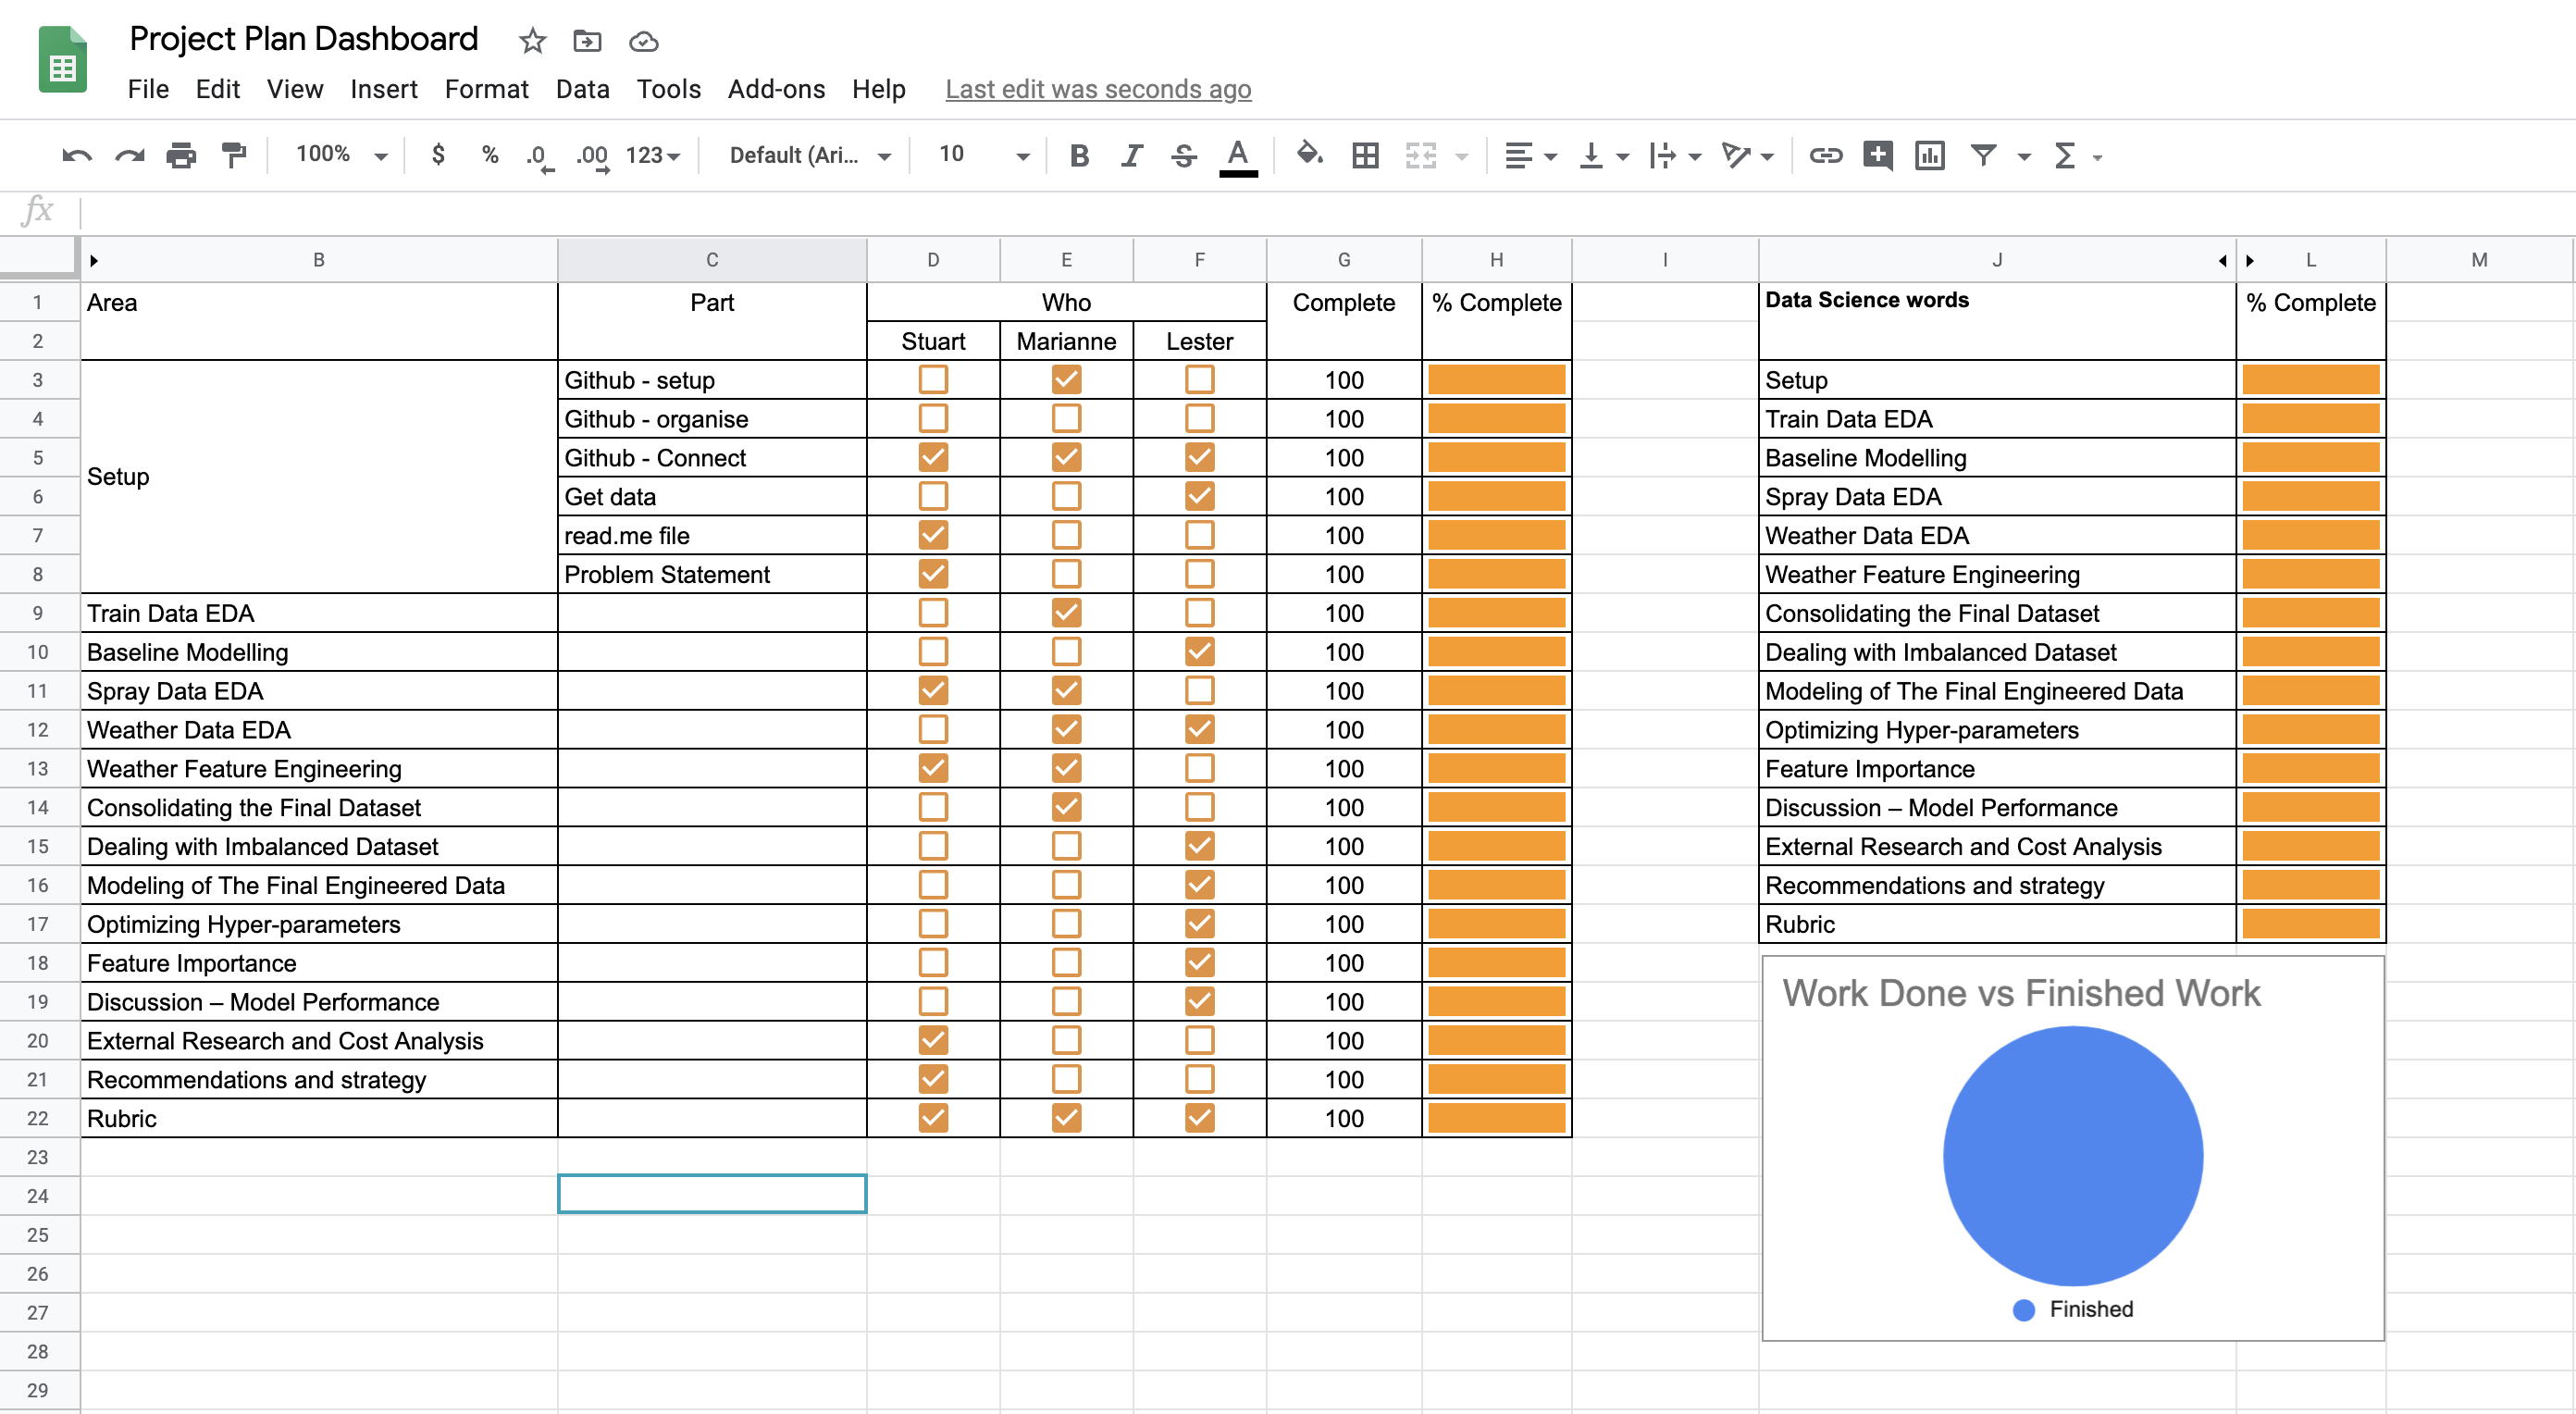 Project Plan Dashboard
File Edit View Insert Format Data Tools Add-ons Help Last edit was seconds ago
100% $ % .0 .00 123 Default (Ari... 10 B I S A Σ
fx
B C D E F G H I J L M
1 Area Part Who Complete % Complete Data Science words % Complete
2 Stuart Marianne Lester
3 Github - setup 100 Setup
4 Github - organise 100 Train Data EDA
5 Github - Connect 100 Baseline Modelling
Setup
6 Get data 100 Spray Data EDA
7 read.me file 100 Weather Data EDA
8 Problem Statement 100 Weather Feature Engineering
9 Train Data EDA 100 Consolidating the Final Dataset
10 Baseline Modelling 100 Dealing with Imbalanced Dataset
11 Spray Data EDA 100 Modeling of The Final Engineered Data
12 Weather Data EDA 100 Optimizing Hyper-parameters
13 Weather Feature Engineering 100 Feature Importance
14 Consolidating the Final Dataset 100 Discussion – Model Performance
15 Dealing with Imbalanced Dataset 100 External Research and Cost Analysis
16 Modeling of The Final Engineered Data 100 Recommendations and strategy
17 Optimizing Hyper-parameters 100 Rubric
18 Feature Importance 100
19 Discussion – Model Performance 100
20 External Research and Cost Analysis 100
21 Recommendations and strategy 100
22 Rubric 100
23
24
25
26
27
28
29
Work Done vs Finished Work
Finished